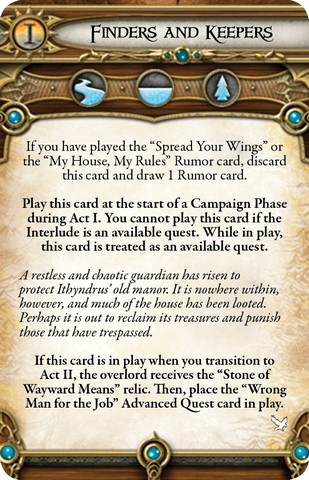 I
Finders and Keepers
If you have played the “Spread Your Wings” or
the “My House, My Rules” Rumor card, discard
this card and draw 1 Rumor card.
Play this card at the start of a Campaign Phase
during Act I. You cannot play this card if the
Interlude is an available quest. While in play,
this card is treated as an available quest.
A restless and chaotic guardian has risen to
protect Ithyndrus’ old manor. It is nowhere within,
however, and much of the house has been looted.
Perhaps it is out to reclaim its treasures and punish
those that have trespassed.
If this card is in play when you transition to
Act II, the overlord receives the “Stone of
Wayward Means” relic. Then, place the “Wrong
Man for the Job” Advanced Quest card in play.